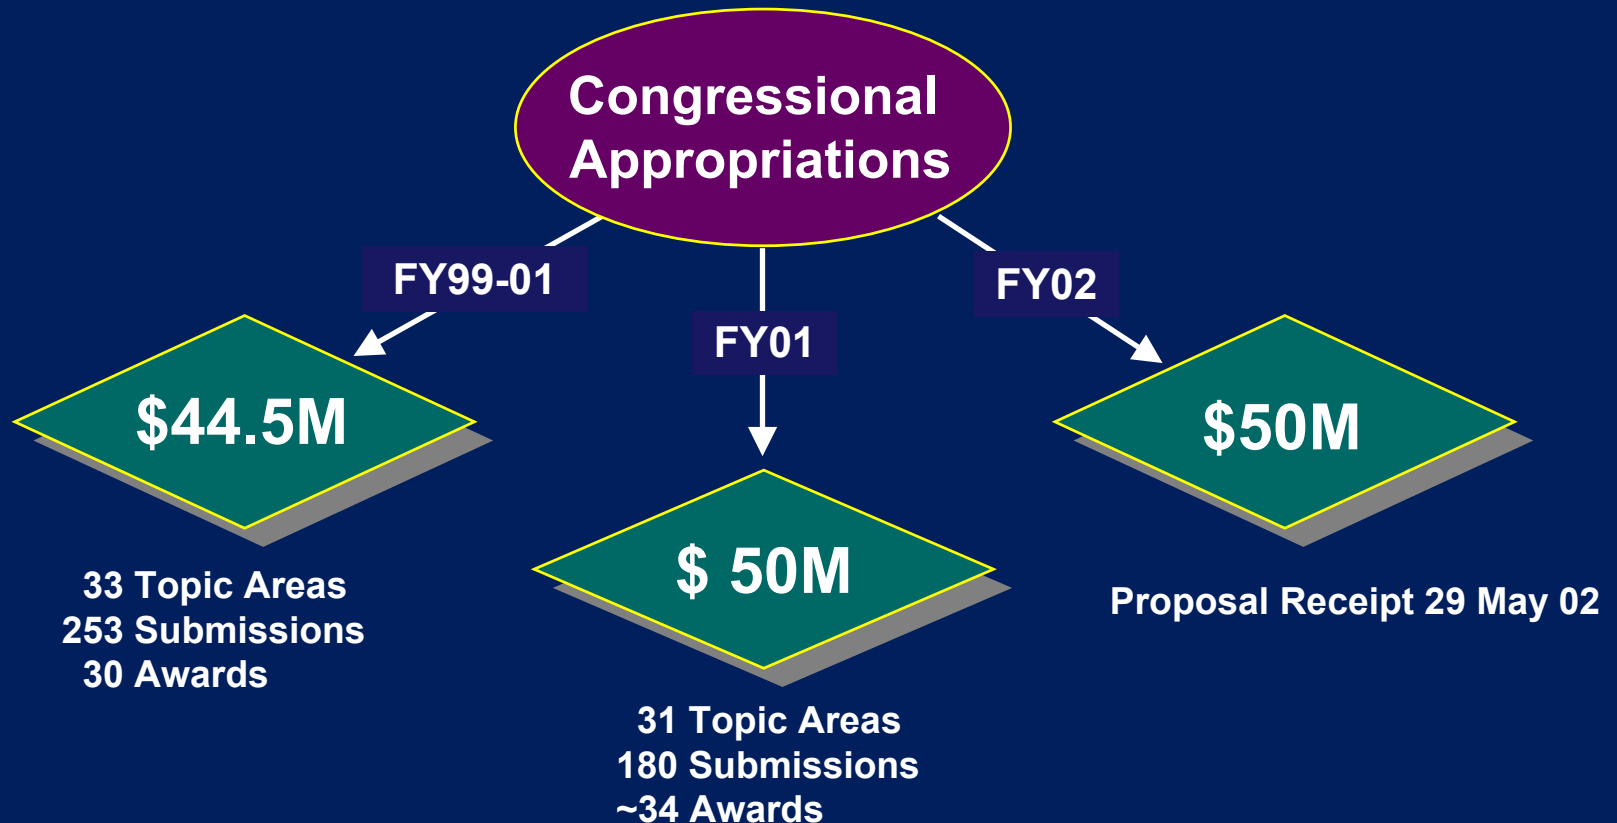 Congressional
Appropriations
FY99-01
FY01
FY02
$44.5M
$ 50M
$50M
33 Topic Areas
253 Submissions
30 Awards
31 Topic Areas
180 Submissions
~34 Awards
Proposal Receipt 29 May 02